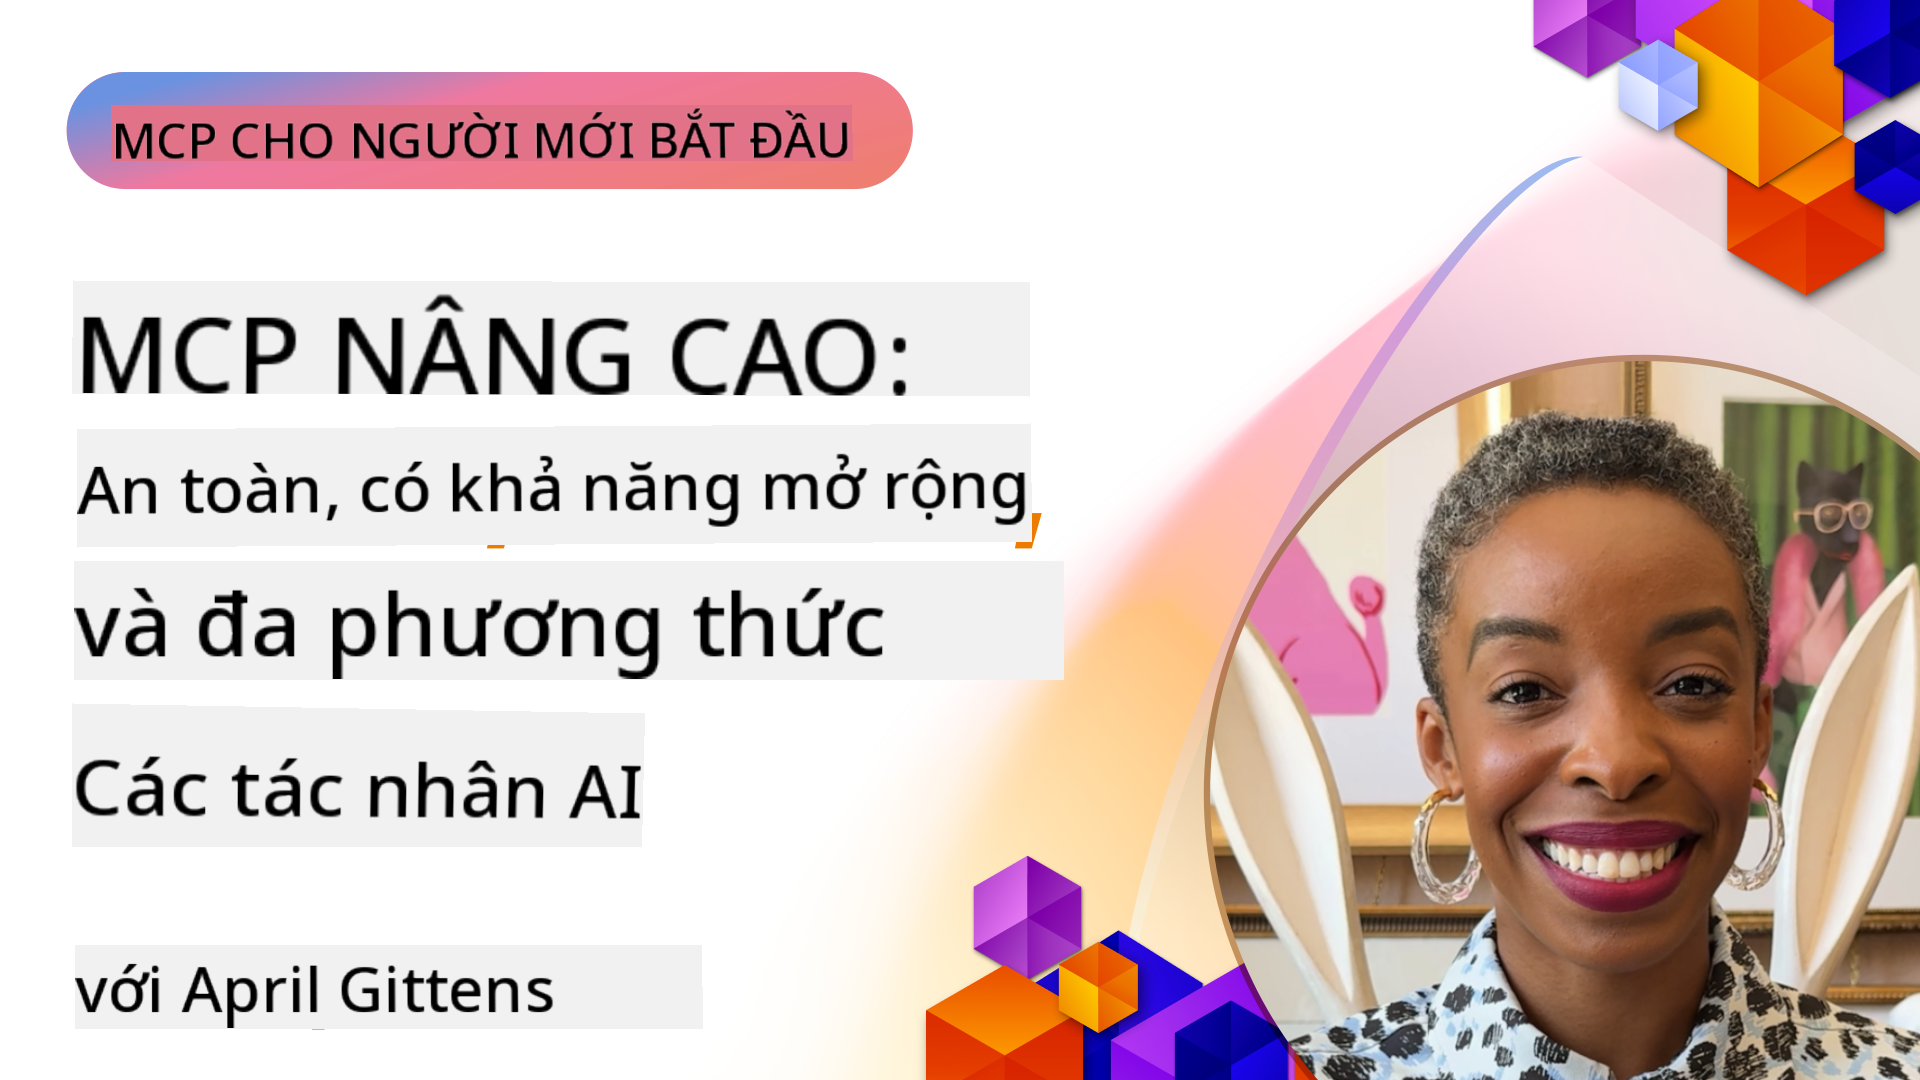 MCP CHO NGƯỜI MỚI BẮT ĐẦU
MCP NÂNG CAO:
An toàn, có khả năng mở rộng
và đa phương thức
Các tác nhân AI
với April Gittens